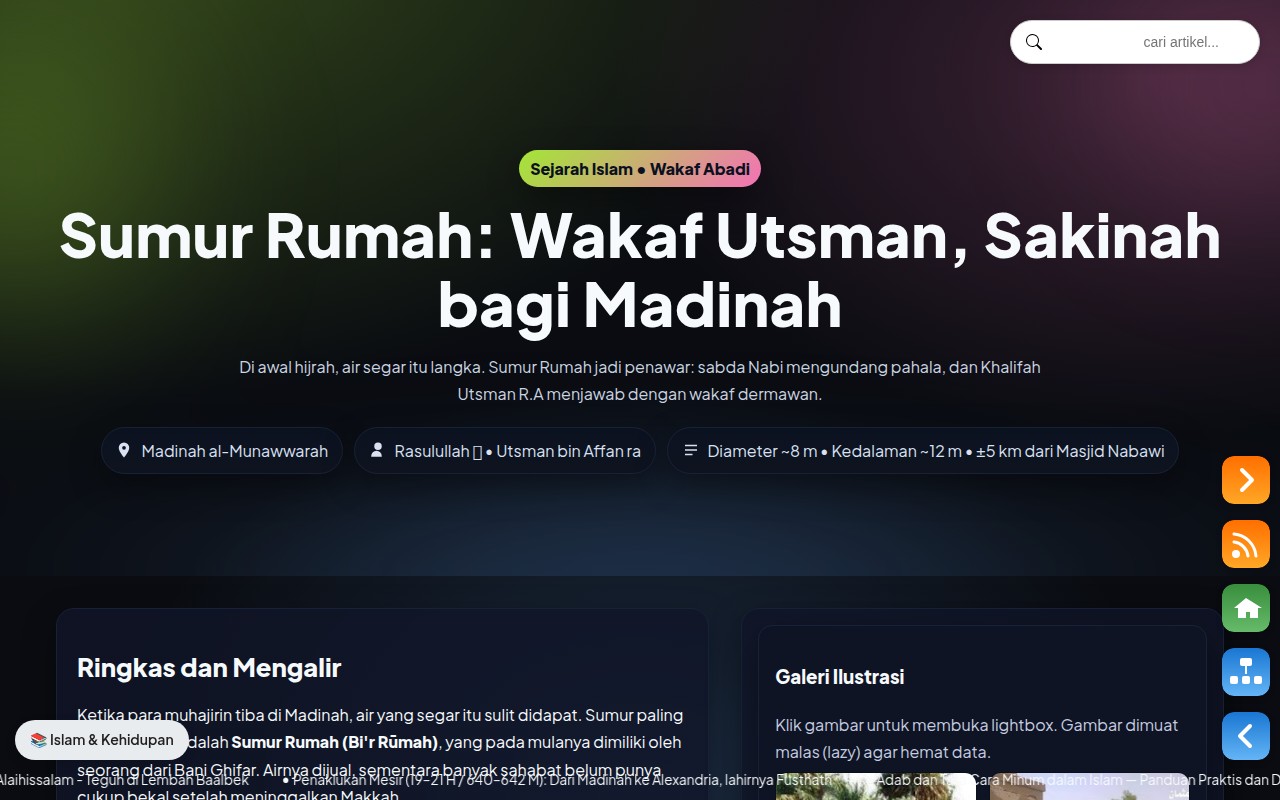 cari artikel...
Sejarah Islam • Wakaf Abadi
Sumur Rumah: Wakaf Utsman, Sakinah
bagi Madinah
Di awal hijrah, air segar itu langka. Sumur Rumah jadi penawar: sabda Nabi mengundang pahala, dan Khalifah
Utsman R.A menjawab dengan wakaf dermawan.
Madinah al-Munawwarah
Rasulullah • Utsman bin Affan ra
Diameter ~8 m • Kedalaman ~12 m • ±5 km dari Masjid Nabawi
Ringkas dan Mengalir
Ketika para muhajirin tiba di Madinah, air yang segar itu sulit didapat. Sumur paling
dalah Sumur Rumah (Bi'r Rūmah), yang pada mulanya dimiliki oleh
seorang dari Bani Ghifar. Airnya dijual, sementara banyak sahabat belum punya
cukup bekal setelah meninggalkan Makkah.
Galeri Ilustrasi
Klik gambar untuk membuka lightbox. Gambar dimuat
malas (lazy) agar hemat data.
📚 Islam & Kehidupan
Alaihissalam - Teguh di Lembah Baalbek • Penaklukan Mesir (19–21 H / 640–642 M): Dari Madinah ke Alexandria, lahirnya Fusthath Adab dan Cara Minum dalam Islam — Panduan Praktis dan D